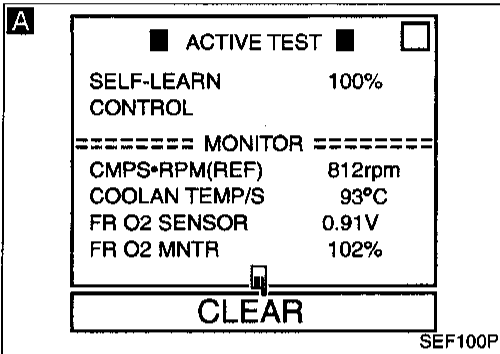 A
ACTIVE TEST
SELF-LEARN 100%
CONTROL
======== MONITOR ========
CMPS•RPM(REF) 812rpm
COOLAN TEMP/S 93°C
FR O2 SENSOR 0.91V
FR O2 MNTR 102%
CLEAR
SEF100P